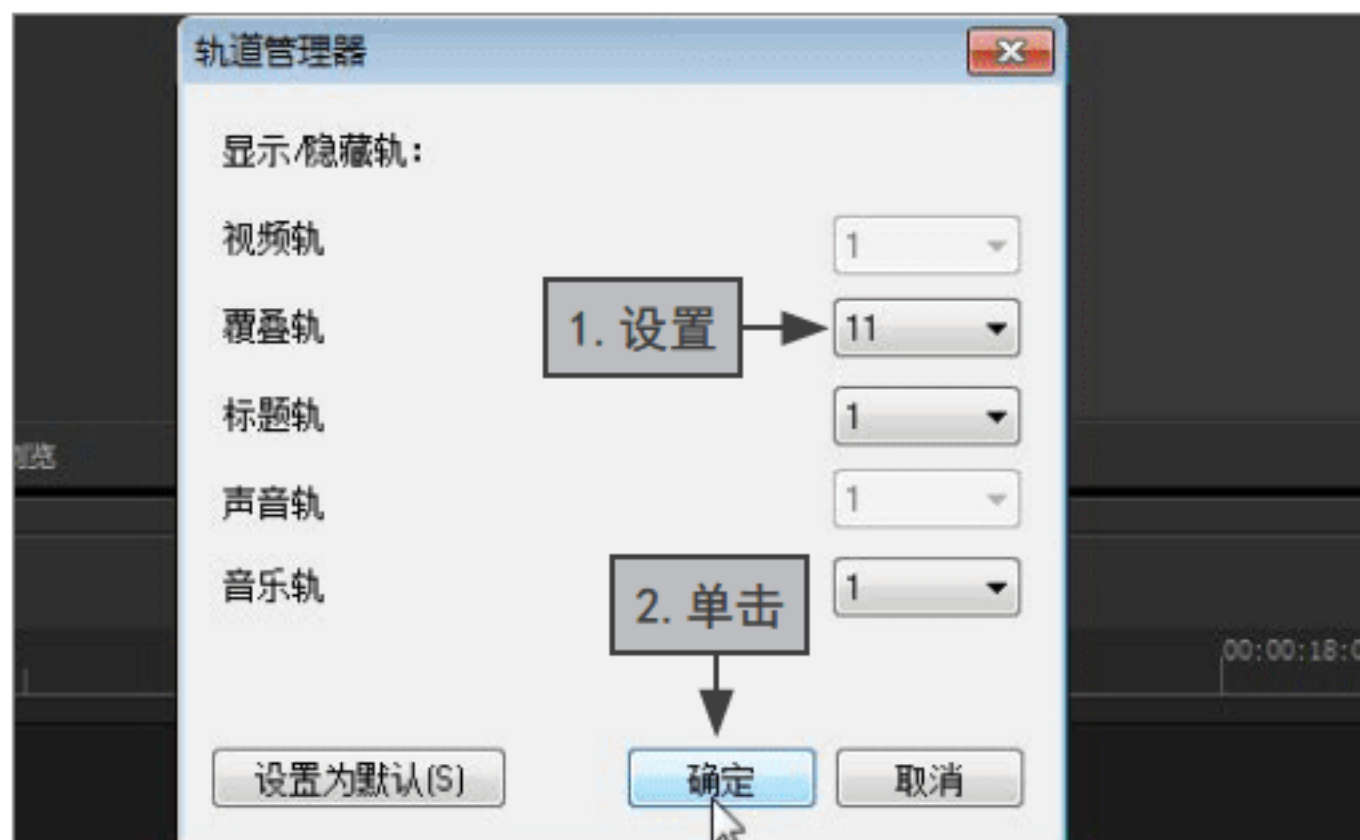 轨道管理器
显示/隐藏轨：
视频轨 1
覆叠轨 1. 设置 11
标题轨 1
浏览
声音轨 1
音乐轨 1
2. 单击
00:00:18:0
设置为默认(S) 确定 取消